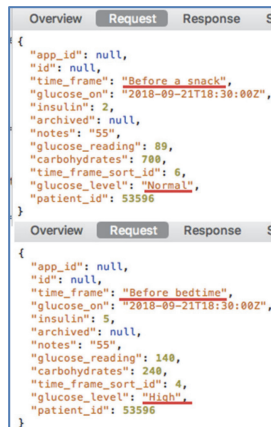 Overview Request Response S
{
"app_id": null,
"id": null,
"time_frame": "Before a snack",
"glucose_on": "2018-09-21T18:30:00Z",
"insulin": 2,
"archived": null,
"notes": "55",
"glucose_reading": 89,
"carbohydrates": 700,
"time_frame_sort_id": 6,
"glucose_level": "Normal",
"patient_id": 53596
}
Overview Request Response S
{
"app_id": null,
"id": null,
"time_frame": "Before bedtime",
"glucose_on": "2018-09-21T18:30:00Z",
"insulin": 5,
"archived": null,
"notes": "55",
"glucose_reading": 140,
"carbohydrates": 240,
"time_frame_sort_id": 4,
"glucose_level": "High",
"patient_id": 53596
}